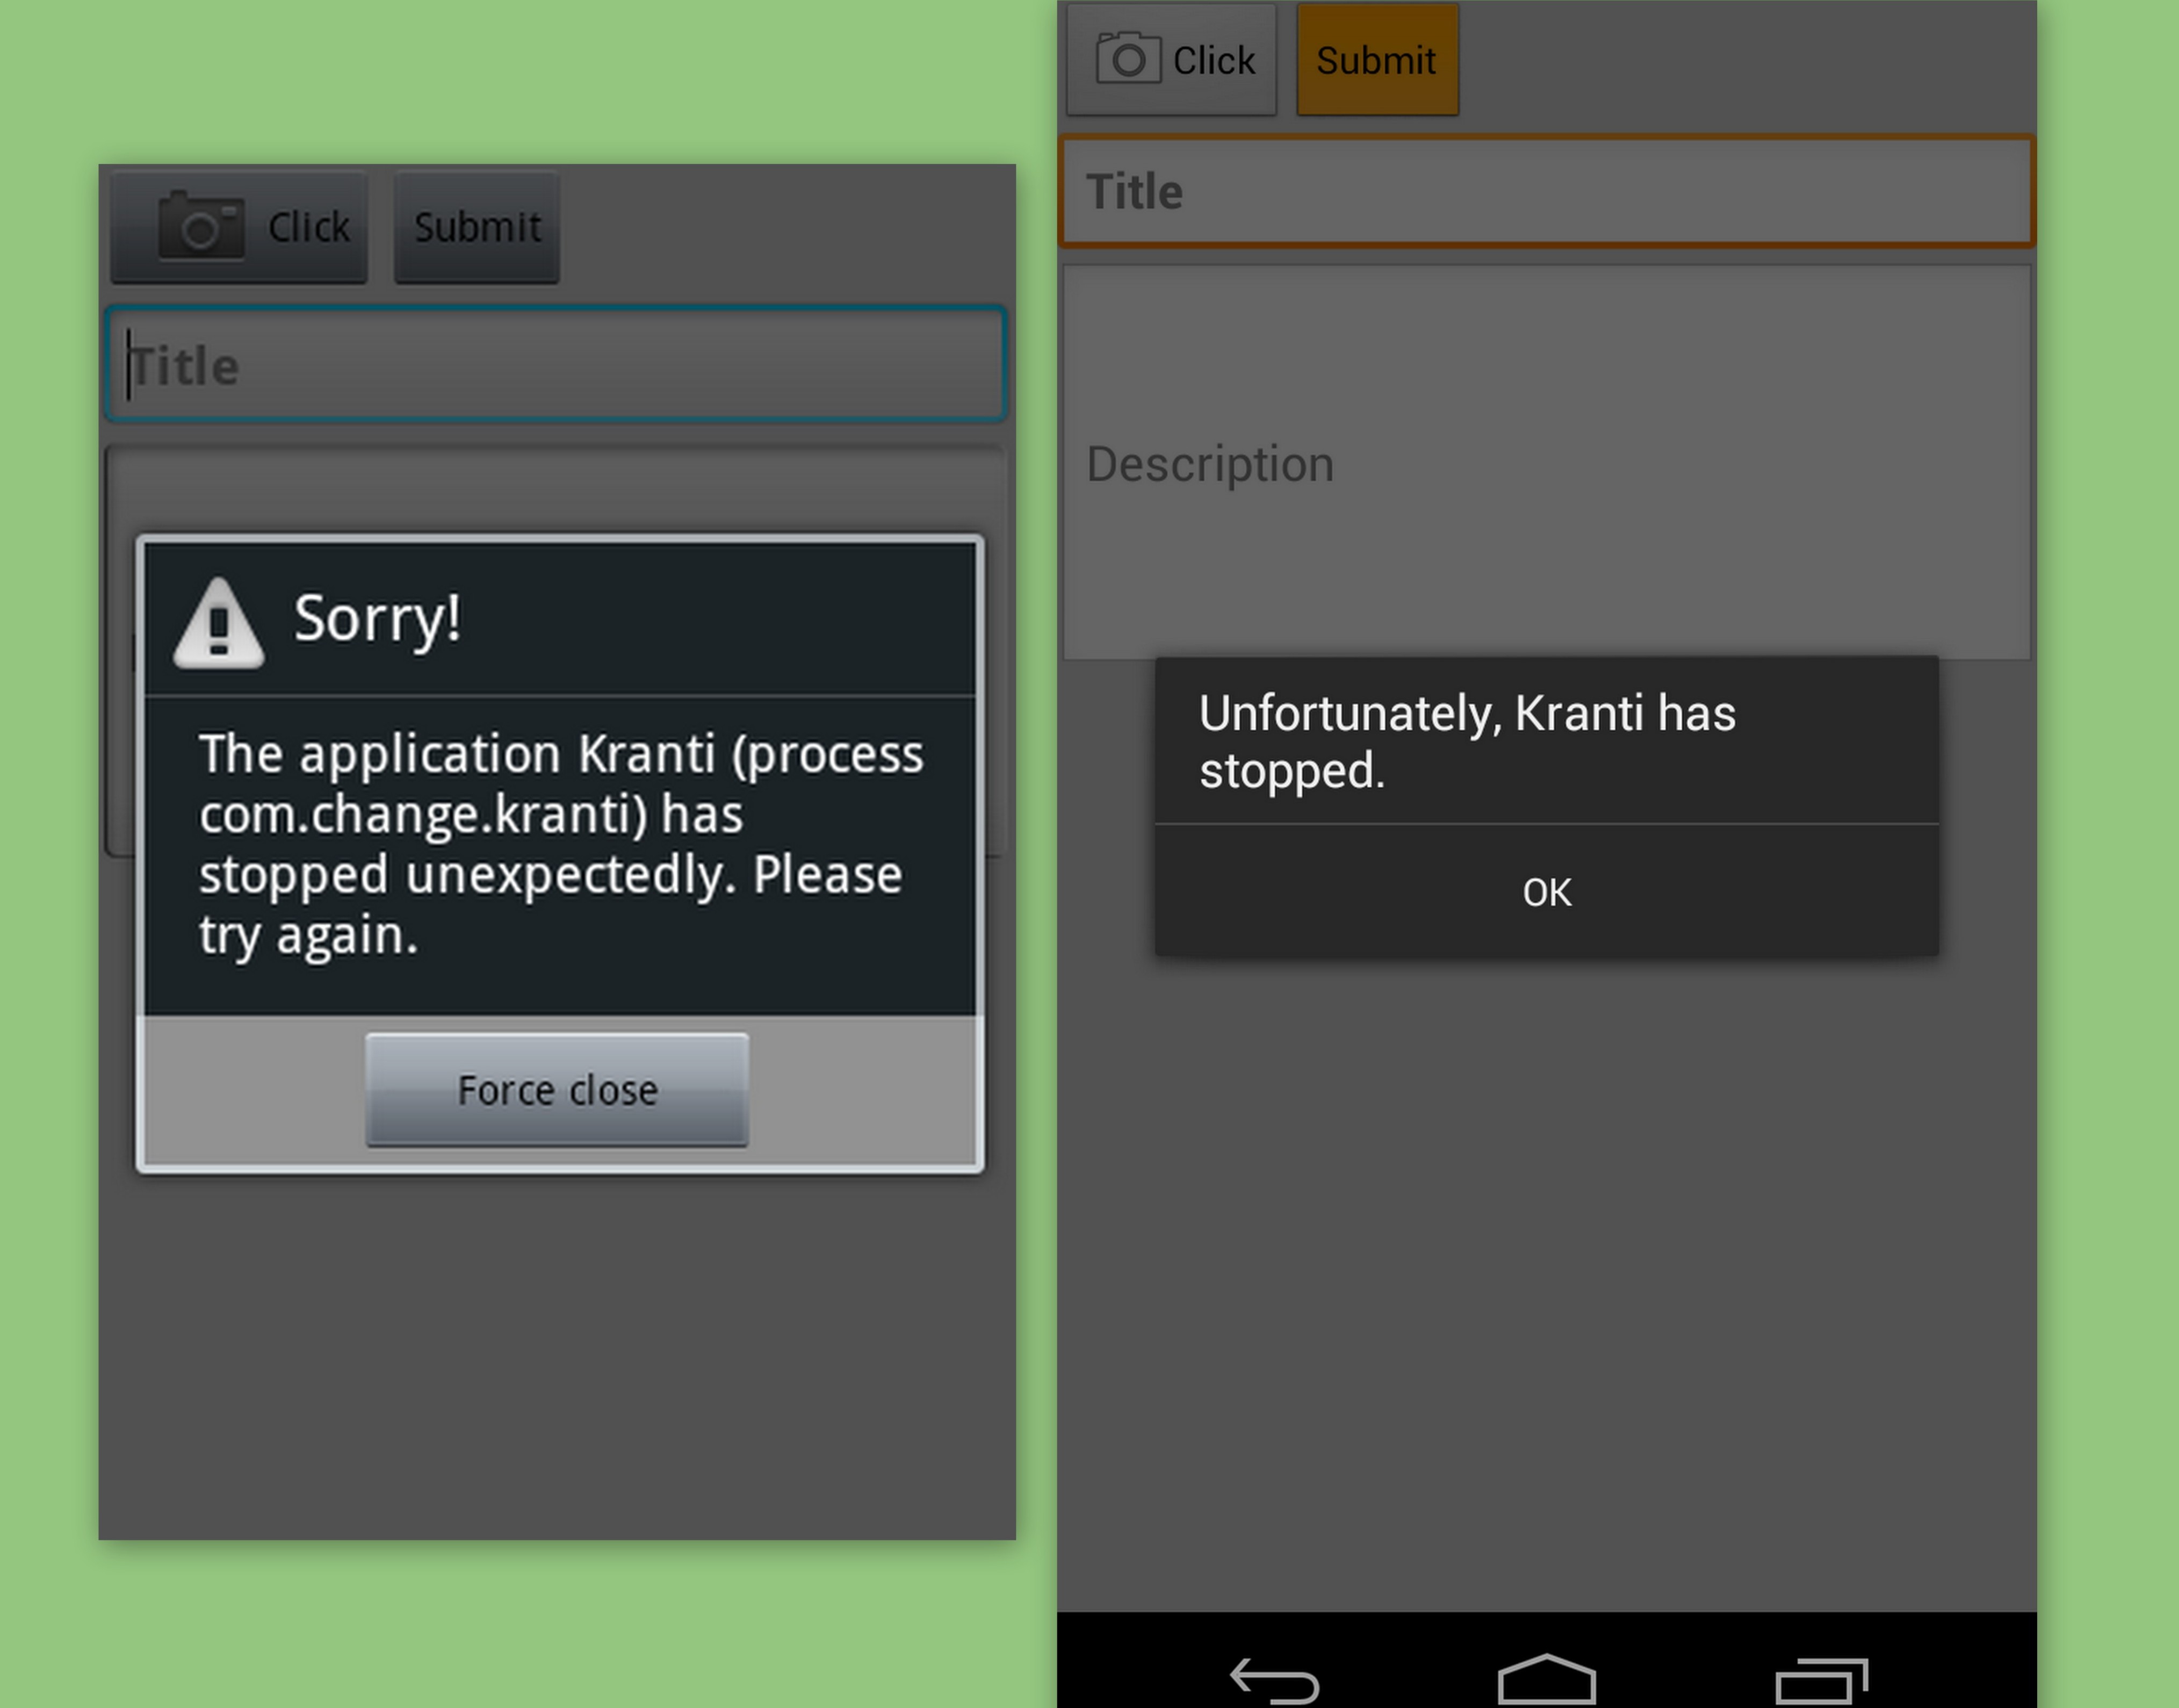 Click Submit
Title
Sorry!
The application Kranti (process
com.change.kranti) has
stopped unexpectedly. Please
try again.
Force close
Click Submit
Title
Description
Unfortunately, Kranti has
stopped.
OK